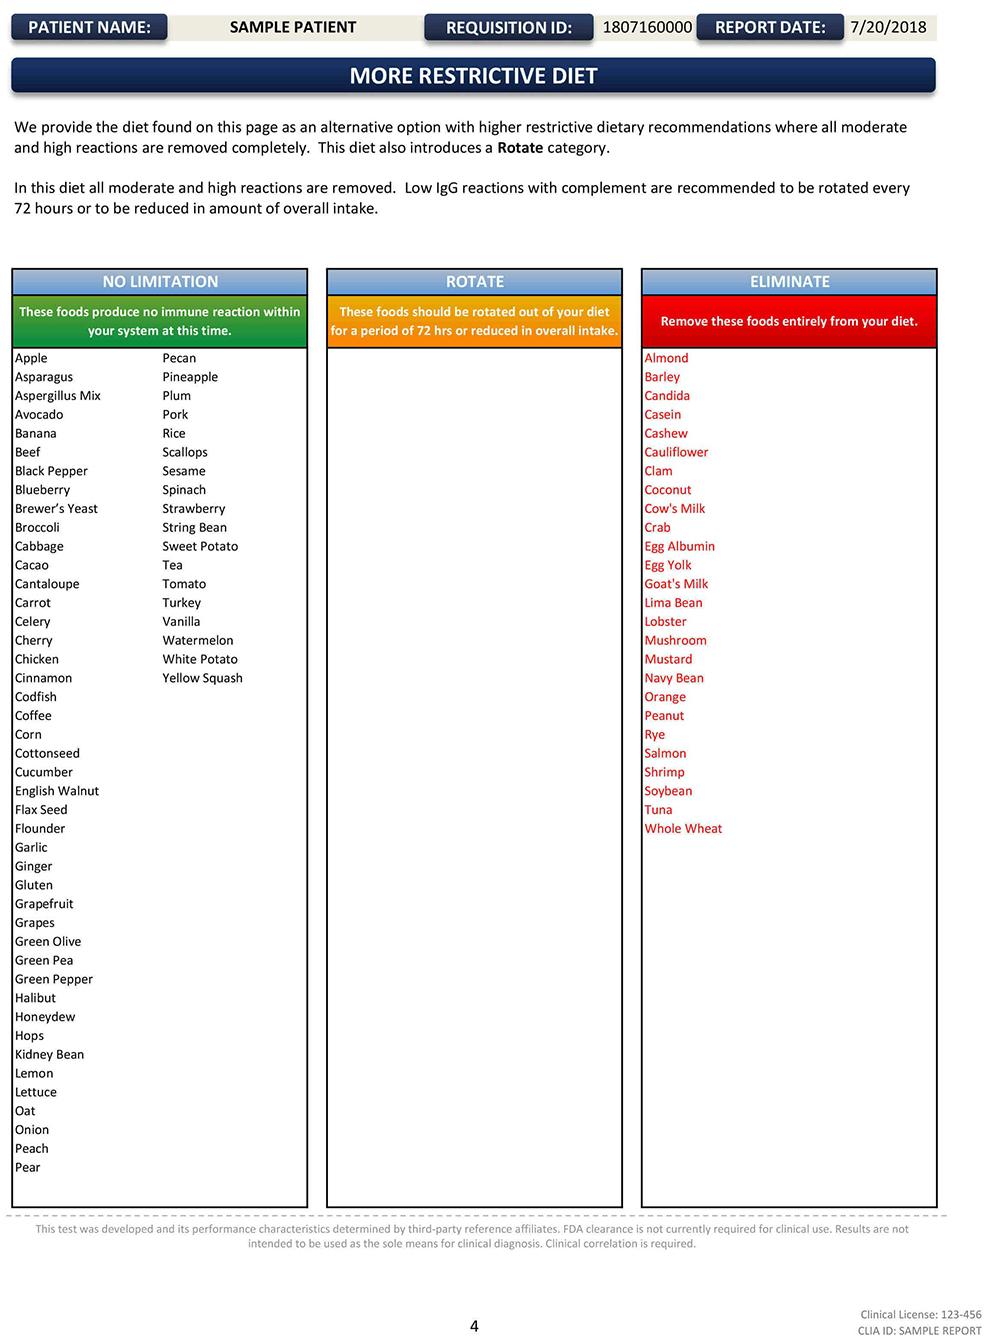 PATIENT NAME: SAMPLE PATIENT REQUISITION ID: 1807160000 REPORT DATE: 7/20/2018
MORE RESTRICTIVE DIET
We provide the diet found on this page as an alternative option with higher restrictive dietary recommendations where all moderate
and high reactions are removed completely. This diet also introduces a Rotate category.
In this diet all moderate and high reactions are removed. Low IgG reactions with complement are recommended to be rotated every
72 hours or to be reduced in amount of overall intake.
NO LIMITATION
These foods produce no immune reaction within
your system at this time.
Apple
Asparagus
Aspergillus Mix
Avocado
Banana
Beef
Black Pepper
Blueberry
Brewer’s Yeast
Broccoli
Cabbage
Cacao
Cantaloupe
Carrot
Celery
Cherry
Chicken
Cinnamon
Codfish
Coffee
Corn
Cottonseed
Cucumber
English Walnut
Flax Seed
Flounder
Garlic
Ginger
Gluten
Grapefruit
Grapes
Green Olive
Green Pea
Green Pepper
Halibut
Honeydew
Hops
Kidney Bean
Lemon
Lettuce
Oat
Onion
Peach
Pear
Pecan
Pineapple
Plum
Pork
Rice
Scallops
Sesame
Spinach
Strawberry
String Bean
Sweet Potato
Tea
Tomato
Turkey
Vanilla
Watermelon
White Potato
Yellow Squash
ROTATE
These foods should be rotated out of your diet
for a period of 72 hrs or reduced in overall intake.
ELIMINATE
Remove these foods entirely from your diet.
Almond
Barley
Candida
Casein
Cashew
Cauliflower
Clam
Coconut
Cow's Milk
Crab
Egg Albumin
Egg Yolk
Goat's Milk
Lima Bean
Lobster
Mushroom
Mustard
Navy Bean
Orange
Peanut
Rye
Salmon
Shrimp
Soybean
Tuna
Whole Wheat
This test was developed and its performance characteristics determined by third-party reference affiliates. FDA clearance is not currently required for clinical use. Results are not
intended to be used as the sole means for clinical diagnosis. Clinical correlation is required.
4
Clinical License: 123-456
CLIA ID: SAMPLE REPORT